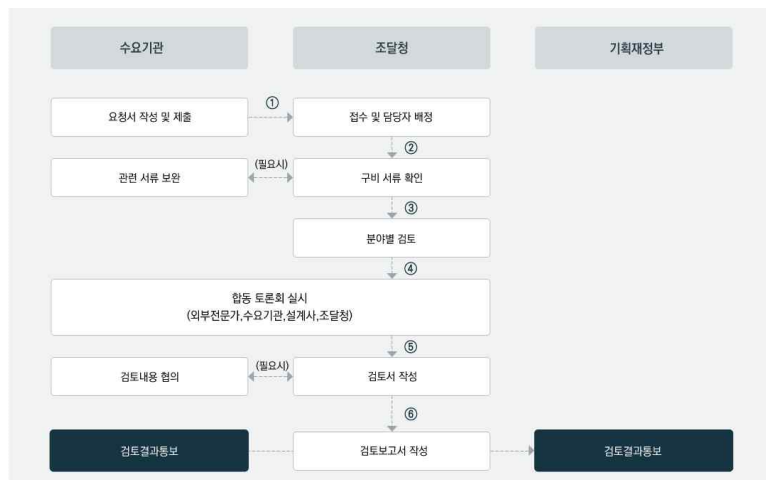 수요기관
조달청
기획재정부
①
요청서 작성 및 제출
접수 및 담당자 배정
②
(필요시)
관련 서류 보완
구비 서류 확인
③
분야별 검토
④
합동 토론회 실시
(외부전문가,수요기관,설계사,조달청)
⑤
(필요시)
검토내용 협의
검토서 작성
⑥
검토결과통보
검토보고서 작성
검토결과통보